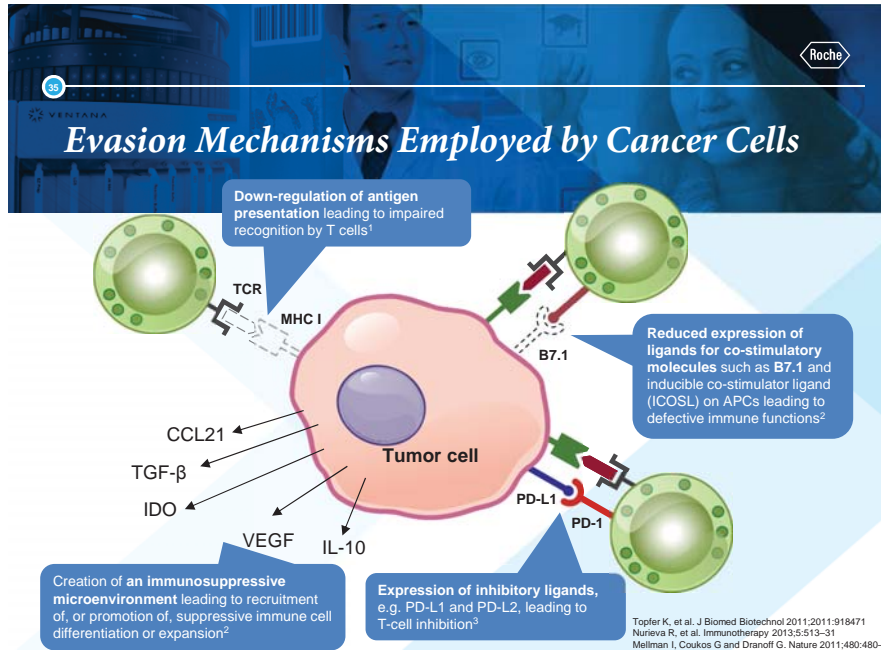 Roche
35
VENTANA
Evasion Mechanisms Employed by Cancer Cells
Down-regulation of antigen
presentation leading to impaired
recognition by T cells1
TCR
MHC I
B7.1
Reduced expression of
ligands for co-stimulatory
molecules such as B7.1 and
inducible co-stimulator ligand
(ICOSL) on APCs leading to
defective immune functions2
CCL21
TGF-β
IDO
VEGF
IL-10
Tumor cell
PD-L1
PD-1
Creation of an immunosuppressive
microenvironment leading to recruitment
of, or promotion of, suppressive immune cell
differentiation or expansion2
Expression of inhibitory ligands,
e.g. PD-L1 and PD-L2, leading to
T-cell inhibition3
Topfer K, et al. J Biomed Biotechnol 2011;2011:918471
Nurieva R, et al. Immunotherapy 2013;5:513–31
Mellman I, Coukos G and Dranoff G. Nature 2011;480:480-